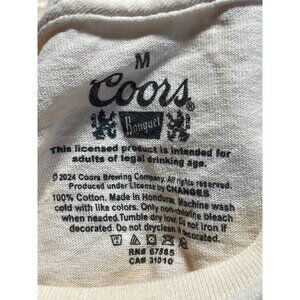 M
Coors®
Banquet
This licensed product is intended for
adults of legal drinking age.
©2024 Coors Brewing Company. All rights reserved.
Produced under License by CHANGES
100% Cotton. Made in Honduras. Machine wash
cold with like colors. Only non-chlorine bleach
when needed.Tumble dry low. Do not iron if
decorated. Do not dryclean if decorated.
RN# 67585
CA# 31010